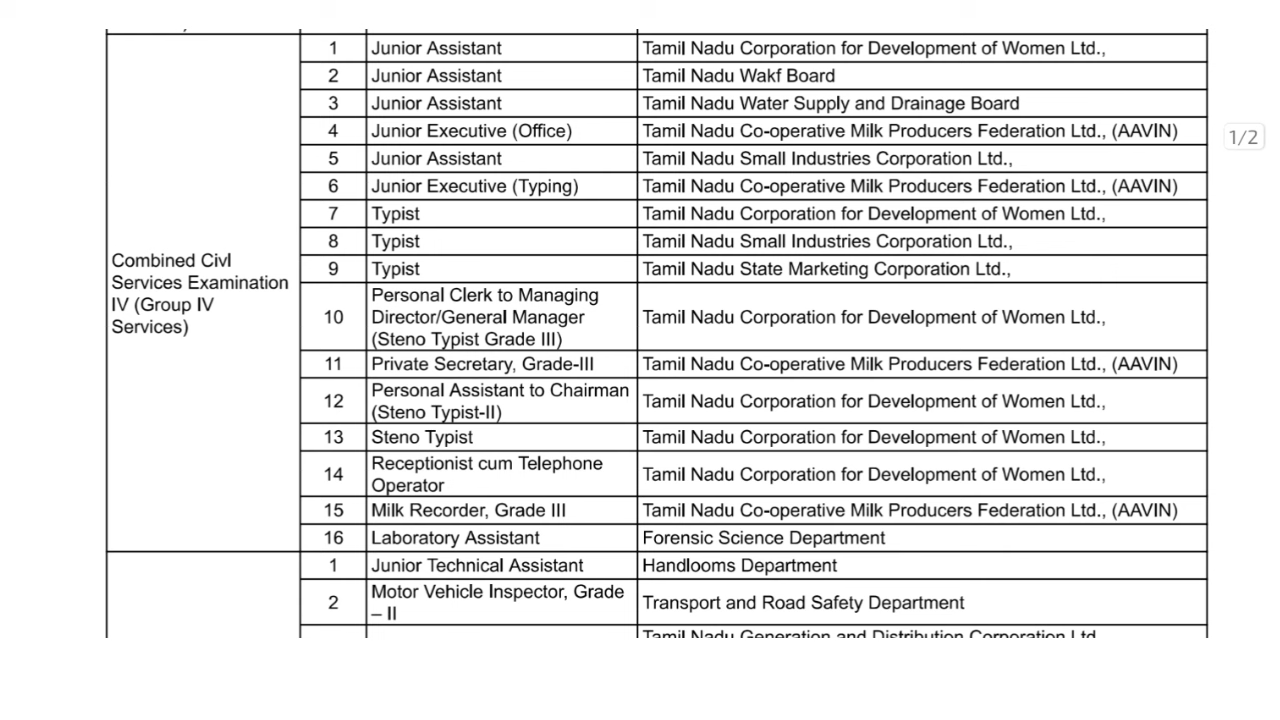 1 Junior Assistant Tamil Nadu Corporation for Development of Women Ltd.,
2 Junior Assistant Tamil Nadu Wakf Board
3 Junior Assistant Tamil Nadu Water Supply and Drainage Board
4 Junior Executive (Office) Tamil Nadu Co-operative Milk Producers Federation Ltd., (AAVIN)
1/2
5 Junior Assistant Tamil Nadu Small Industries Corporation Ltd.,
6 Junior Executive (Typing) Tamil Nadu Co-operative Milk Producers Federation Ltd., (AAVIN)
7 Typist Tamil Nadu Corporation for Development of Women Ltd.,
8 Typist Tamil Nadu Small Industries Corporation Ltd.,
9 Typist Tamil Nadu State Marketing Corporation Ltd.,
Combined Civl
Services Examination
IV (Group IV
Services)
10 Personal Clerk to Managing
Director/General Manager
(Steno Typist Grade III)
Tamil Nadu Corporation for Development of Women Ltd.,
11 Private Secretary, Grade-III Tamil Nadu Co-operative Milk Producers Federation Ltd., (AAVIN)
12 Personal Assistant to Chairman
(Steno Typist-II)
Tamil Nadu Corporation for Development of Women Ltd.,
13 Steno Typist Tamil Nadu Corporation for Development of Women Ltd.,
14 Receptionist cum Telephone
Operator
Tamil Nadu Corporation for Development of Women Ltd.,
15 Milk Recorder, Grade III Tamil Nadu Co-operative Milk Producers Federation Ltd., (AAVIN)
16 Laboratory Assistant Forensic Science Department
1 Junior Technical Assistant Handlooms Department
2 Motor Vehicle Inspector, Grade
– II
Transport and Road Safety Department
Tamil Nadu Generation and Distribution Corporation Ltd